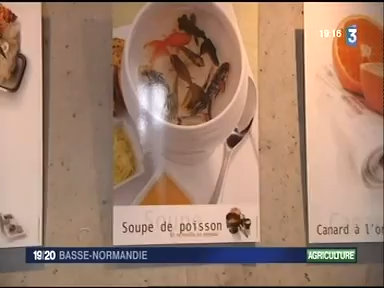 19:16 3
Soupe de poisson
Canard à l'or
19|20 BASSE-NORMANDIE
AGRICULTURE